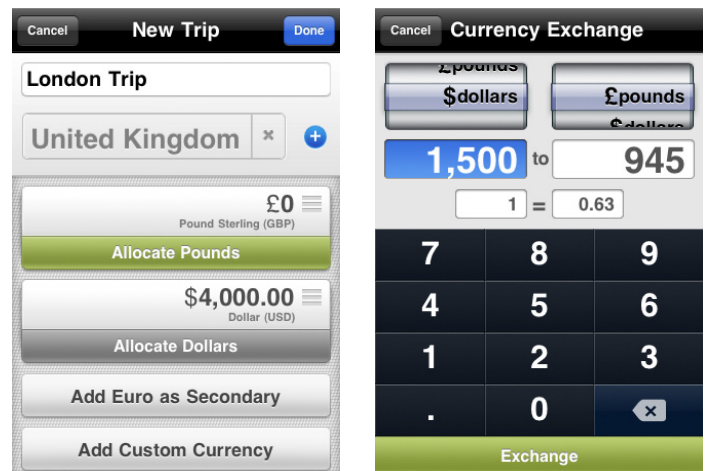 Cancel New Trip Done
London Trip
United Kingdom ×
£0
Pound Sterling (GBP)
Allocate Pounds
$4,000.00
Dollar (USD)
Allocate Dollars
Add Euro as Secondary
Add Custom Currency
Cancel Currency Exchange
£pounds
$dollars £pounds
$dollars
1,500 to 945
1 = 0.63
7 8 9
4 5 6
1 2 3
. 0
Exchange